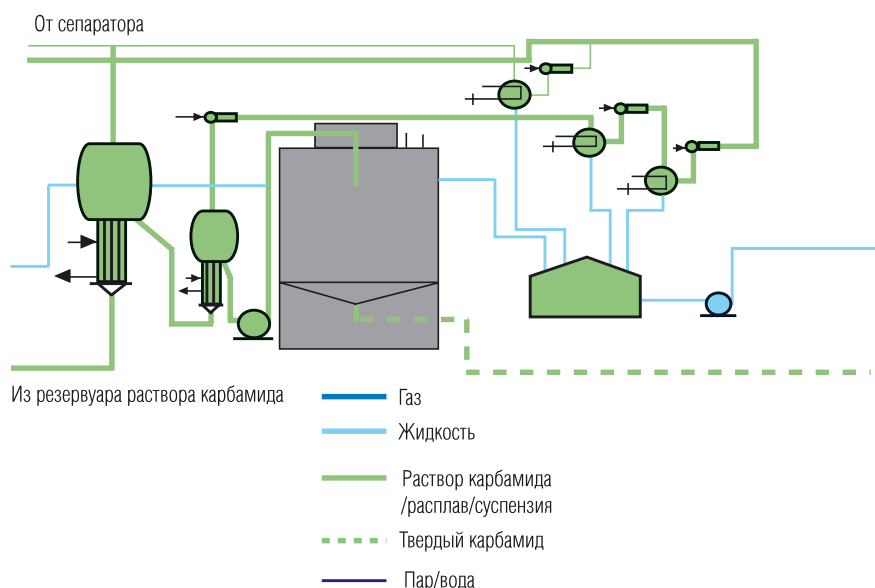 От сепаратора
Из резервуара раствора карбамида
Газ
Жидкость
Раствор карбамида
/расплав/суспензия
Твердый карбамид
Пар/вода